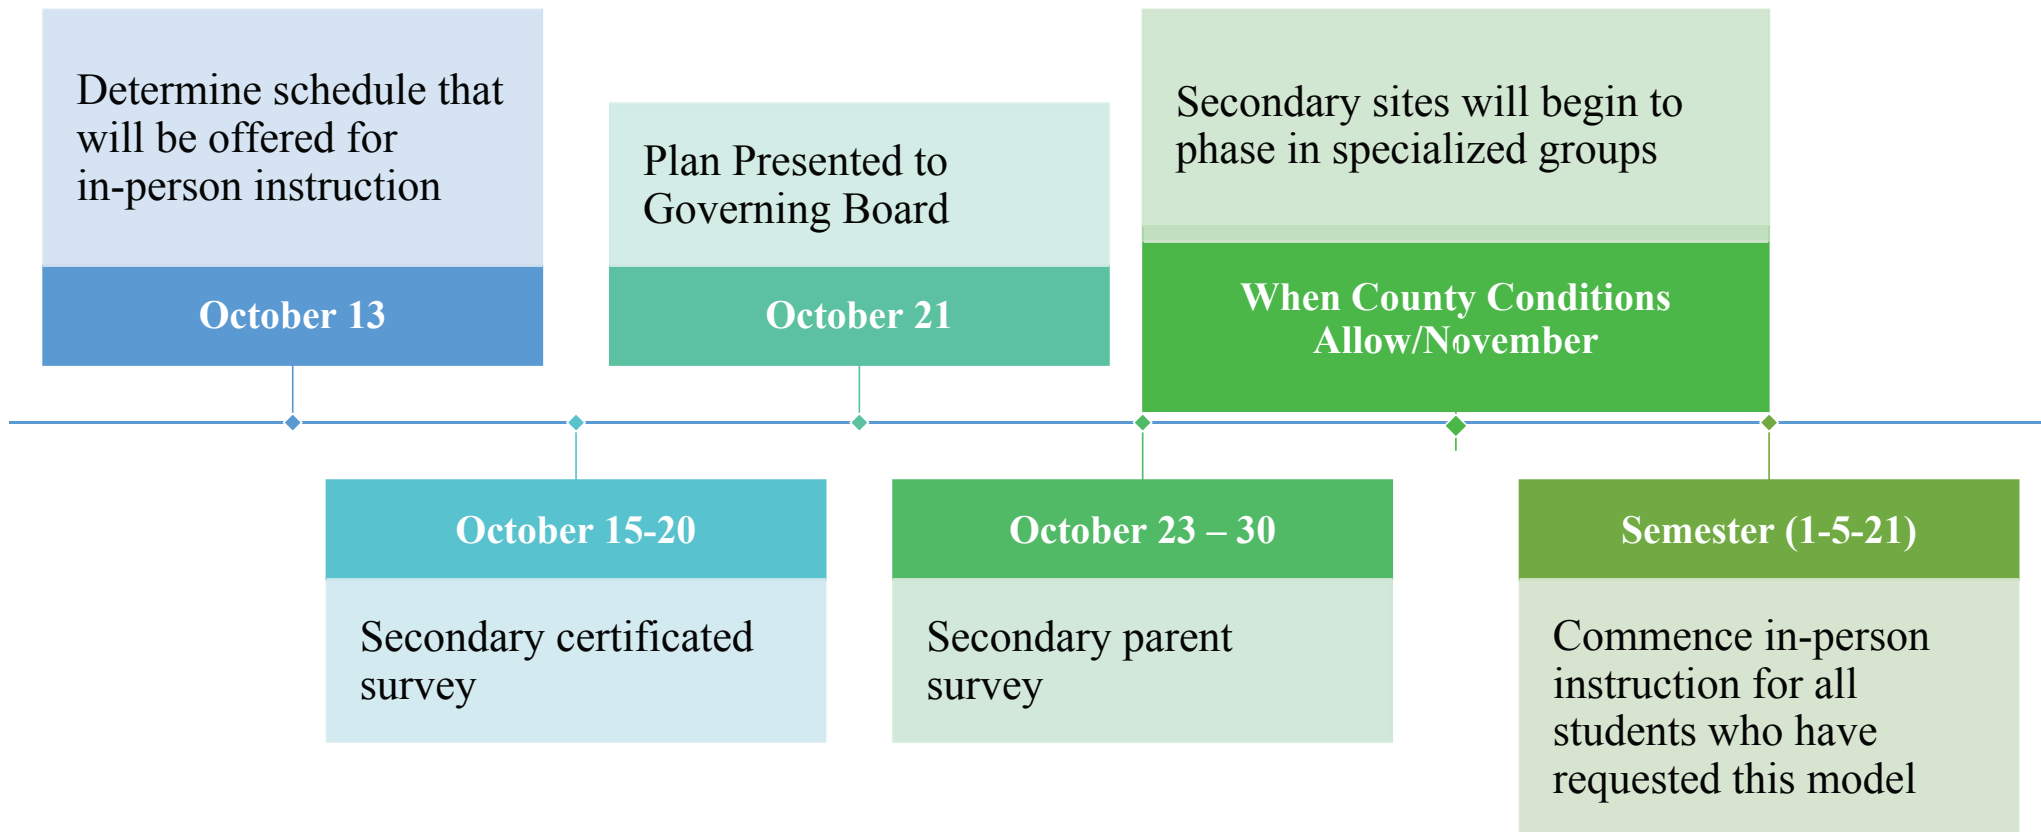 Determine schedule that
will be offered for
in-person instruction
October 13
October 15-20
Secondary certificated
survey
Plan Presented to
Governing Board
October 21
October 23 – 30
Secondary parent
survey
Secondary sites will begin to
phase in specialized groups
When County Conditions
Allow/November
Semester (1-5-21)
Commence in-person
instruction for all
students who have
requested this model